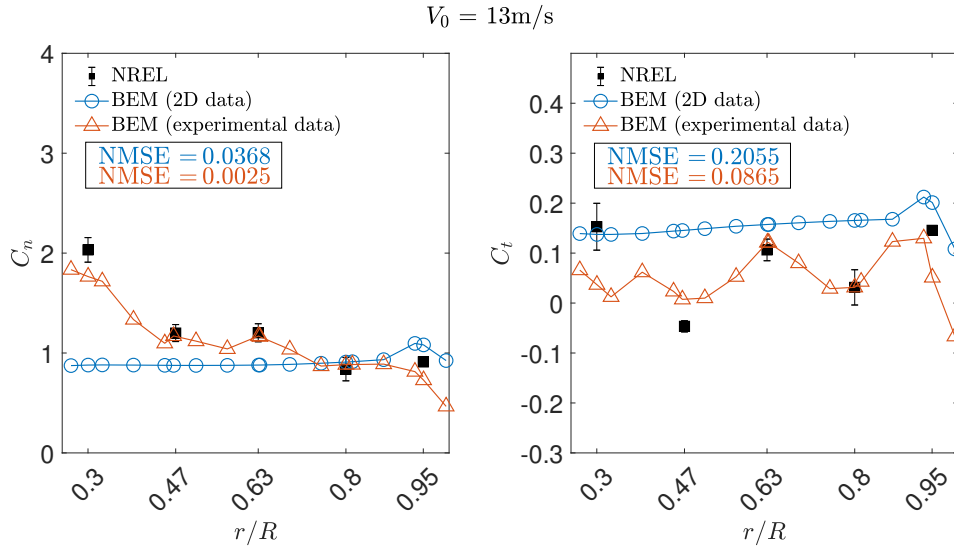 V₀ = 13m/s
4
3
2
1
0
Cₙ
NREL
BEM (2D data)
BEM (experimental data)
NMSE = 0.0368
NMSE = 0.0025
0.3
0.47
0.63
0.8
0.95
r/R
0.4
0.3
0.2
0.1
0
-0.1
-0.2
-0.3
Cₜ
NREL
BEM (2D data)
BEM (experimental data)
NMSE = 0.2055
NMSE = 0.0865
0.3
0.47
0.63
0.8
0.95
r/R